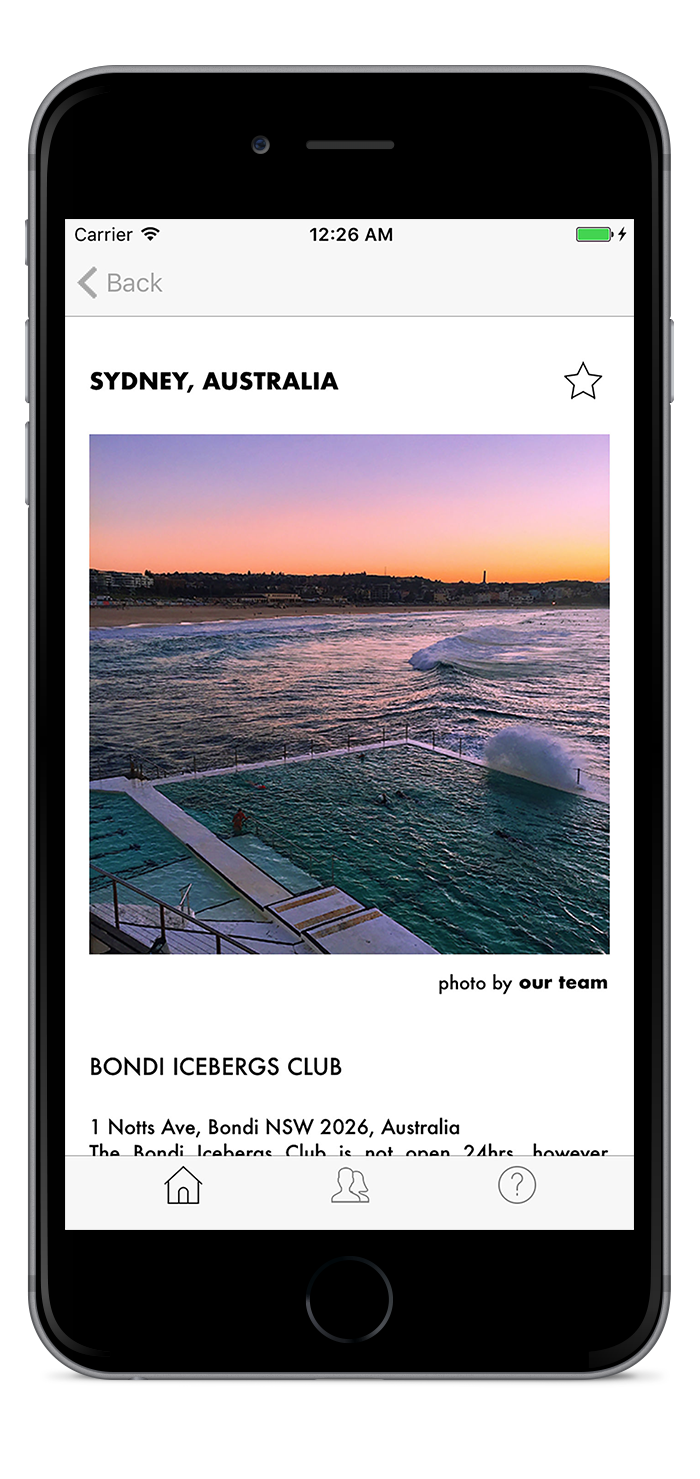 Carrier 12:26 AM
Back
SYDNEY, AUSTRALIA
photo by our team
BONDI ICEBERGS CLUB
1 Notts Ave, Bondi NSW 2026, Australia
The Bondi Icebergs Club is not open 24hrs, however
?